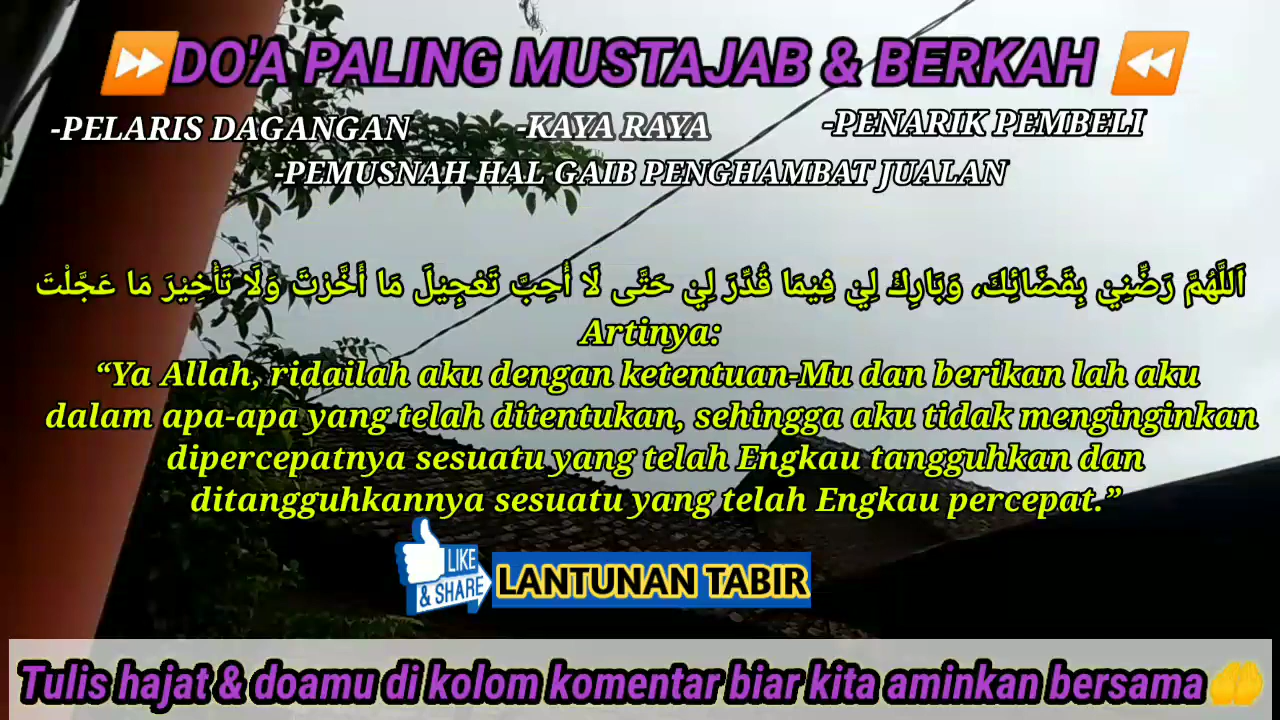 DO'A PALING MUSTAJAB & BERKAH
-PELARIS DAGANGAN -KAYA RAYA -PENARIK PEMBELI
-PEMUSNAH HAL GAIB PENGHAMBAT JUALAN
اَللَّهُمَّ رَضِّنِيْ بِقَضَائِكَ، وَبَارِكْ لِيْ فِيْمَا قُدِّرَ لِيْ حَتَّى لَا أُحِبَّ تَعْجِيْلَ مَا أَخَّرْتَ وَلَا تَأْخِيْرَ مَا عَجَّلْتَ
Artinya:
“Ya Allah, ridailah aku dengan ketentuan-Mu dan berikan lah aku
dalam apa-apa yang telah ditentukan, sehingga aku tidak menginginkan
dipercepatnya sesuatu yang telah Engkau tangguhkan dan
ditangguhkannya sesuatu yang telah Engkau percepat.”
LIKE
& SHARE
LANTUNAN TABIR
Tulis hajat & doamu di kolom komentar biar kita aminkan bersama